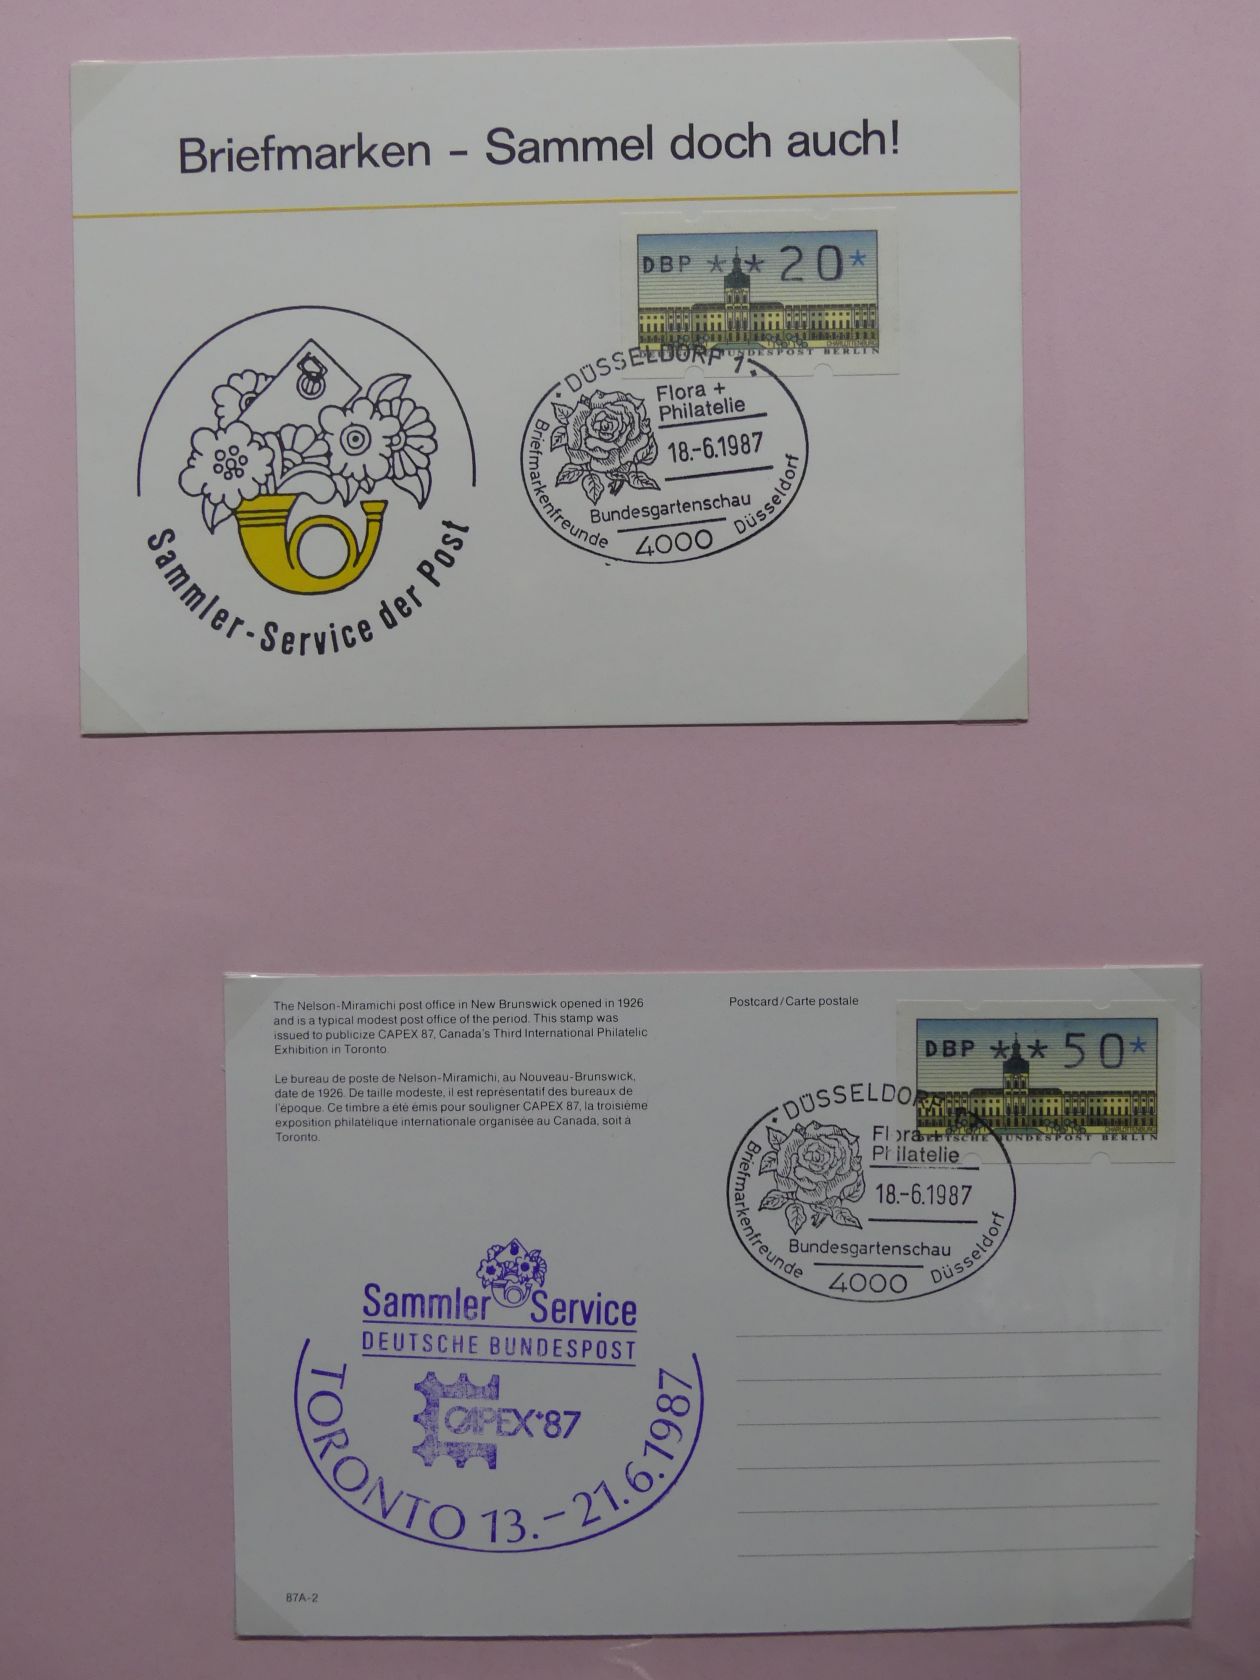 Briefmarken – Sammel doch auch!
DBP ** 20*
CHARLOTTENBURG
DEUTSCHE BUNDESPOST BERLIN
DÜSSELDORF 1
Flora +
Philatelie
18.-6.1987
Bundesgartenschau
Briefmarkenfreunde Düsseldorf
4000
Sammler-Service der Post
The Nelson-Miramichi post office in New Brunswick opened in 1926
and is a typical modest post office of the period. This stamp was
issued to publicize CAPEX 87, Canada's Third International Philatelic
Exhibition in Toronto.
Le bureau de poste de Nelson-Miramichi, au Nouveau-Brunswick,
date de 1926. De taille modeste, il est représentatif des bureaux de
l'époque. Ce timbre a été émis pour souligner CAPEX 87, la troisième
exposition philatélique internationale organisée au Canada, soit à
Toronto.
Postcard/Carte postale
DBP ** 50*
CHARLOTTENBURG
DEUTSCHE BUNDESPOST BERLIN
DÜSSELDORF
Flora +
Philatelie
18.-6.1987
Bundesgartenschau
Briefmarkenfreunde Düsseldorf
4000
Sammler Service
DEUTSCHE BUNDESPOST
CAPEX '87
TORONTO 13.–21.6.1987
87A-2